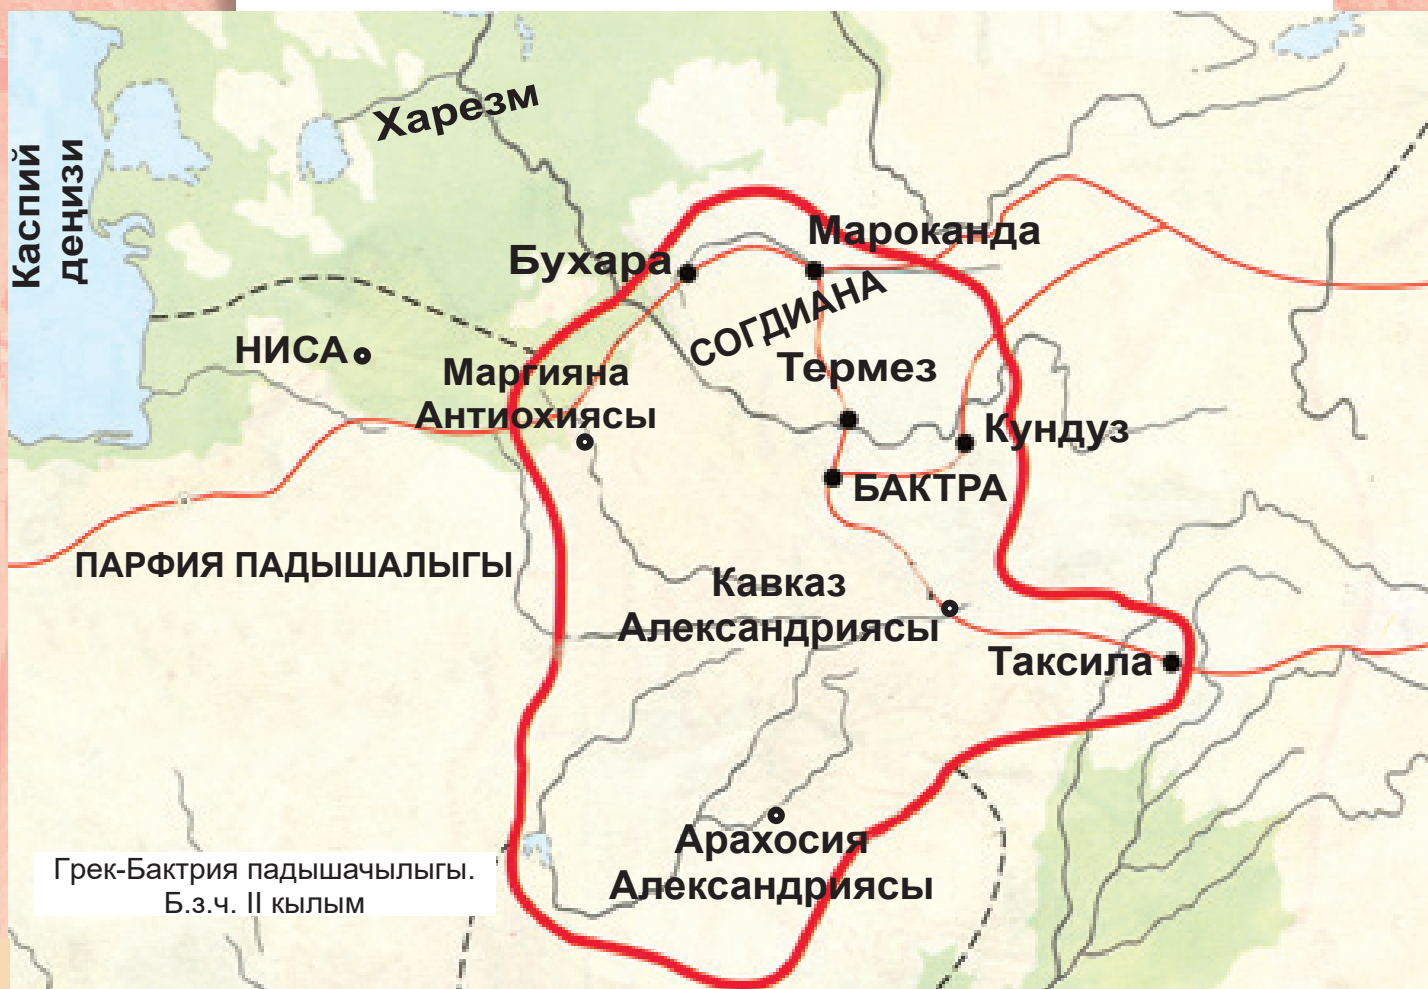 Харезм
Каспий
деңизи
Мароканда
Бухара
СОГДИАНА
НИСА
Маргияна
Антиохиясы
Термез
Кундуз
БАКТРА
ПАРФИЯ ПАДЫШАЛЫГЫ
Кавказ
Александриясы
Таксила
Арахосия
Александриясы
Грек-Бактрия падышачылыгы.
Б.з.ч. II кылым